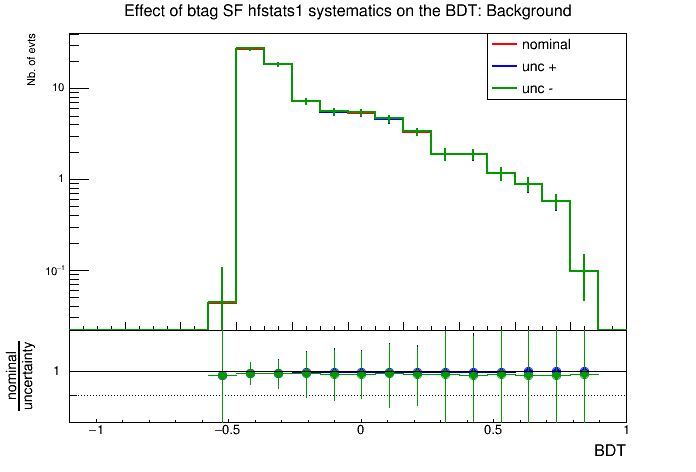 Effect of btag SF hfstats1 systematics on the BDT: Background
Nb. of evts
nominal
unc +
unc -
10
1
10⁻¹
nominal
uncertainty
1
−1 −0.5 0 0.5 1
BDT